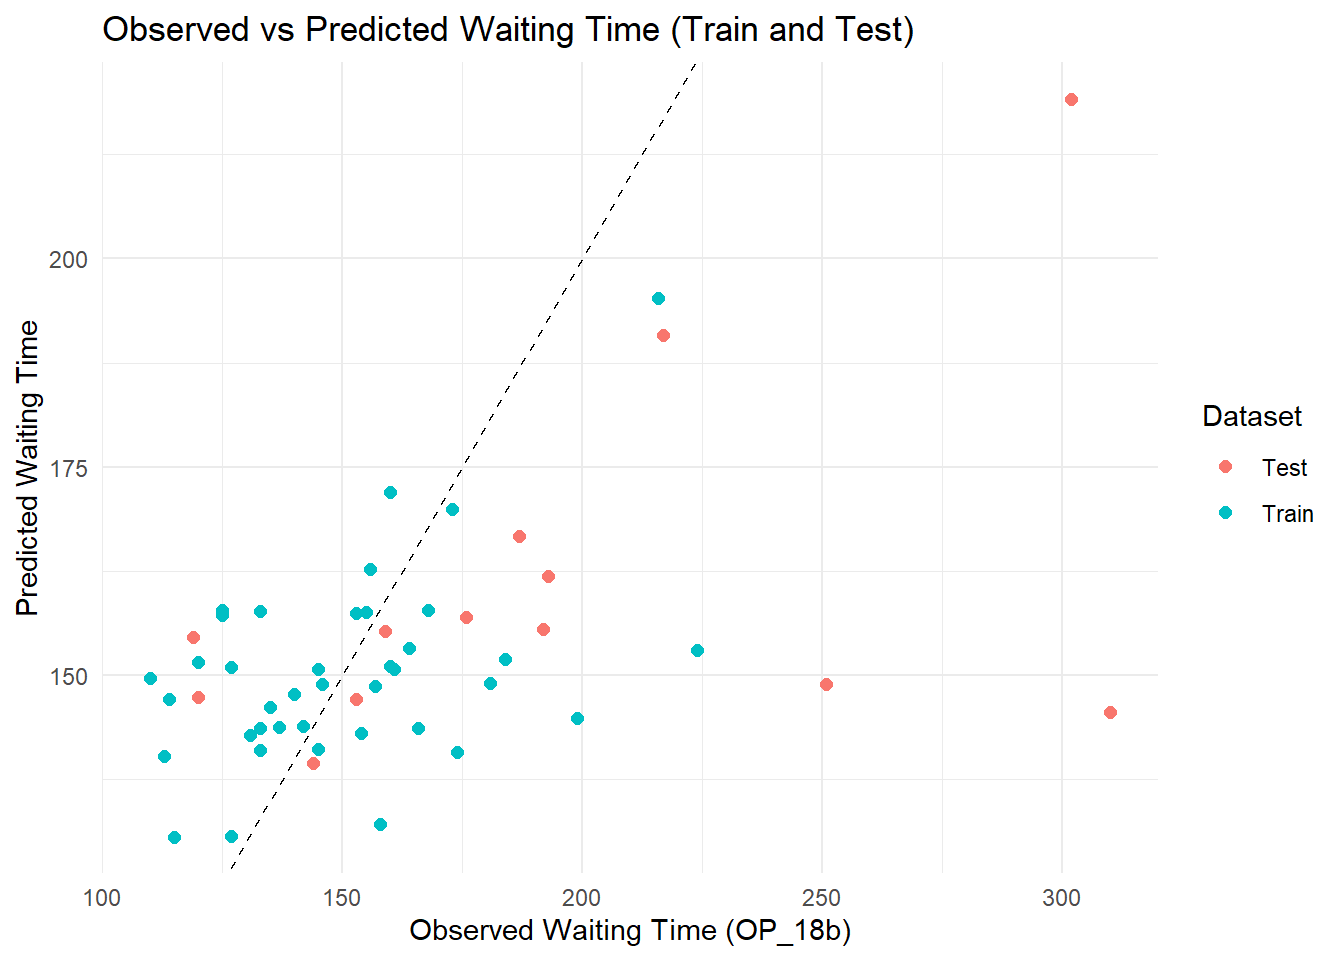 Observed vs Predicted Waiting Time (Train and Test)
Predicted Waiting Time
200
175
150
100
150
200
250
300
Observed Waiting Time (OP_18b)
Dataset
Test
Train